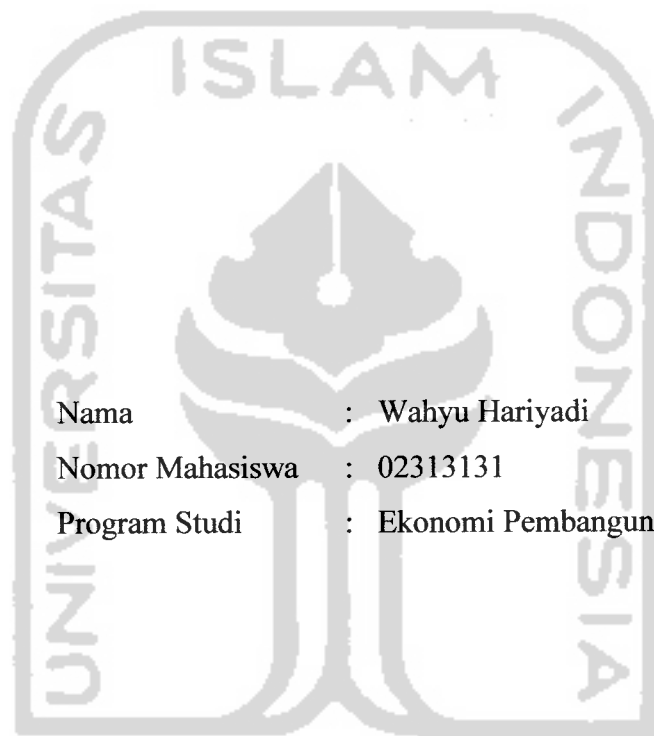 ISLAM
UNIVERSITAS
INDONESIA
Nama : Wahyu Hariyadi
Nomor Mahasiswa : 02313131
Program Studi : Ekonomi Pembangun